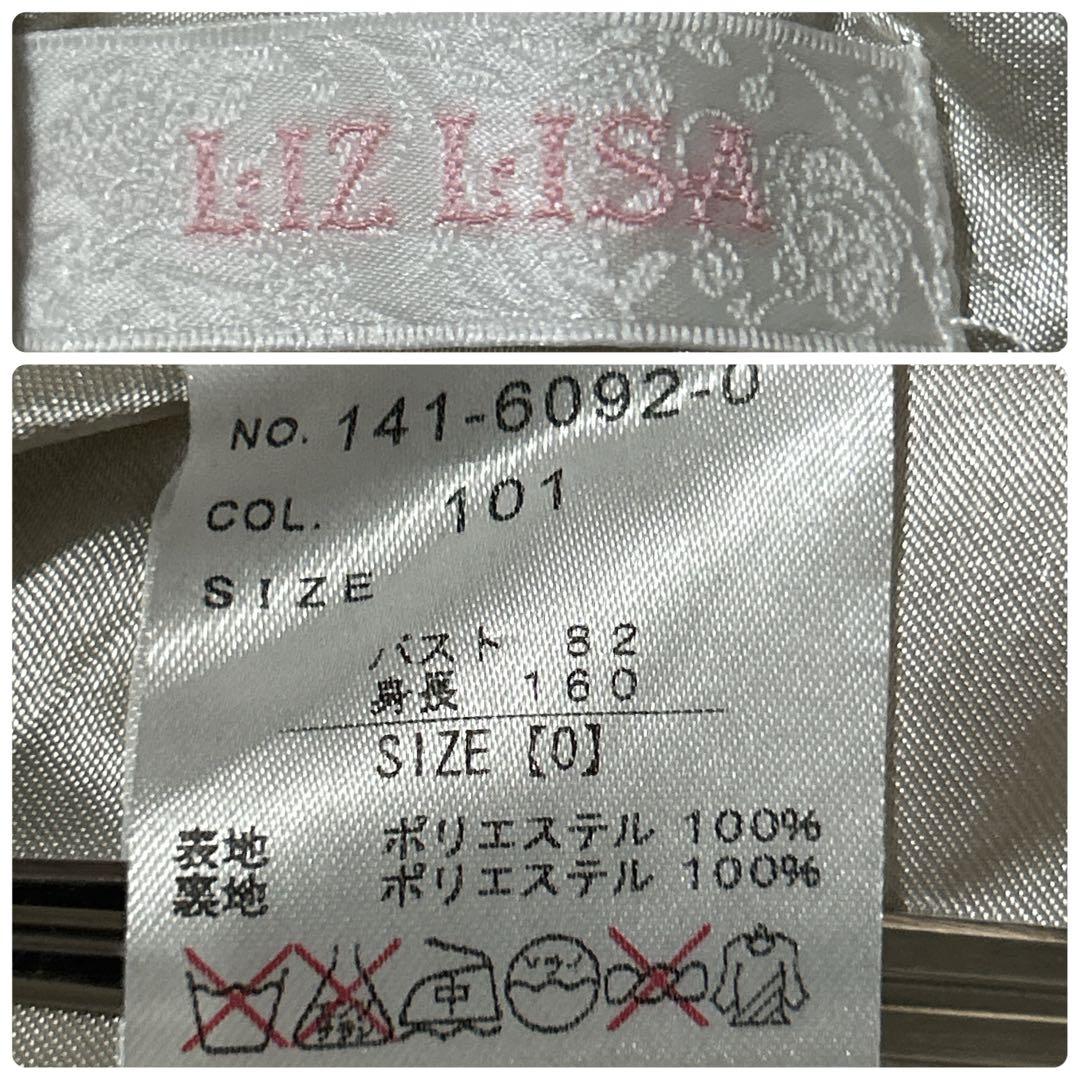 LIZ LISA
NO. 141-6092-0
COL. 101
SIZE
バスト 82
身長 160
SIZE【0】
表地 ポリエステル 100%
裏地 ポリエステル 100%
中